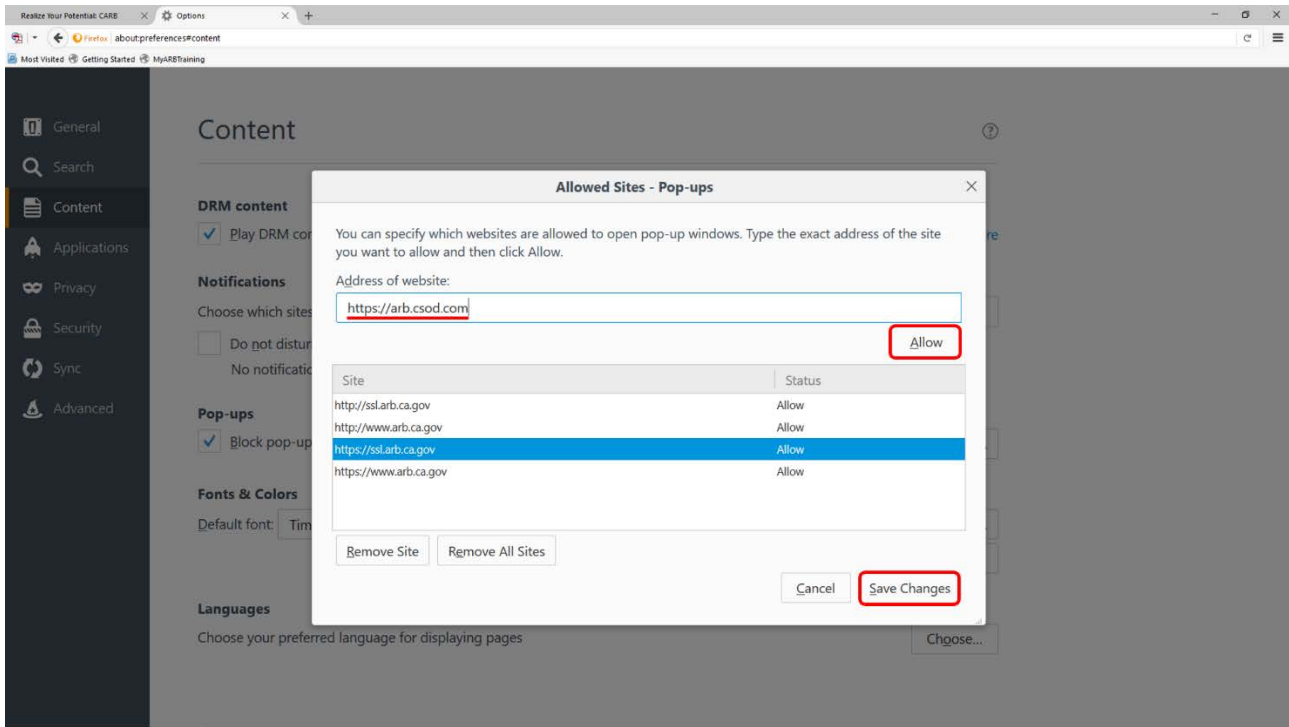 Realize Your Potential: CARB
Options
Firefox about:preferences#content
Most Visited Getting Started MyARBTraining
General
Search
Content
Applications
Privacy
Security
Sync
Advanced
Content
DRM content
Play DRM con
re
Notifications
Choose which sites
Do not distur
No notificatio
Pop-ups
Block pop-up
Fonts & Colors
Default font: Tim
Languages
Choose your preferred language for displaying pages
Choose...
Allowed Sites - Pop-ups
You can specify which websites are allowed to open pop-up windows. Type the exact address of the site
you want to allow and then click Allow.
Address of website:
https://arb.csod.com
Allow
Site Status
http://ssl.arb.ca.gov Allow
http://www.arb.ca.gov Allow
https://ssl.arb.ca.gov Allow
https://www.arb.ca.gov Allow
Remove Site Remove All Sites
Cancel Save Changes